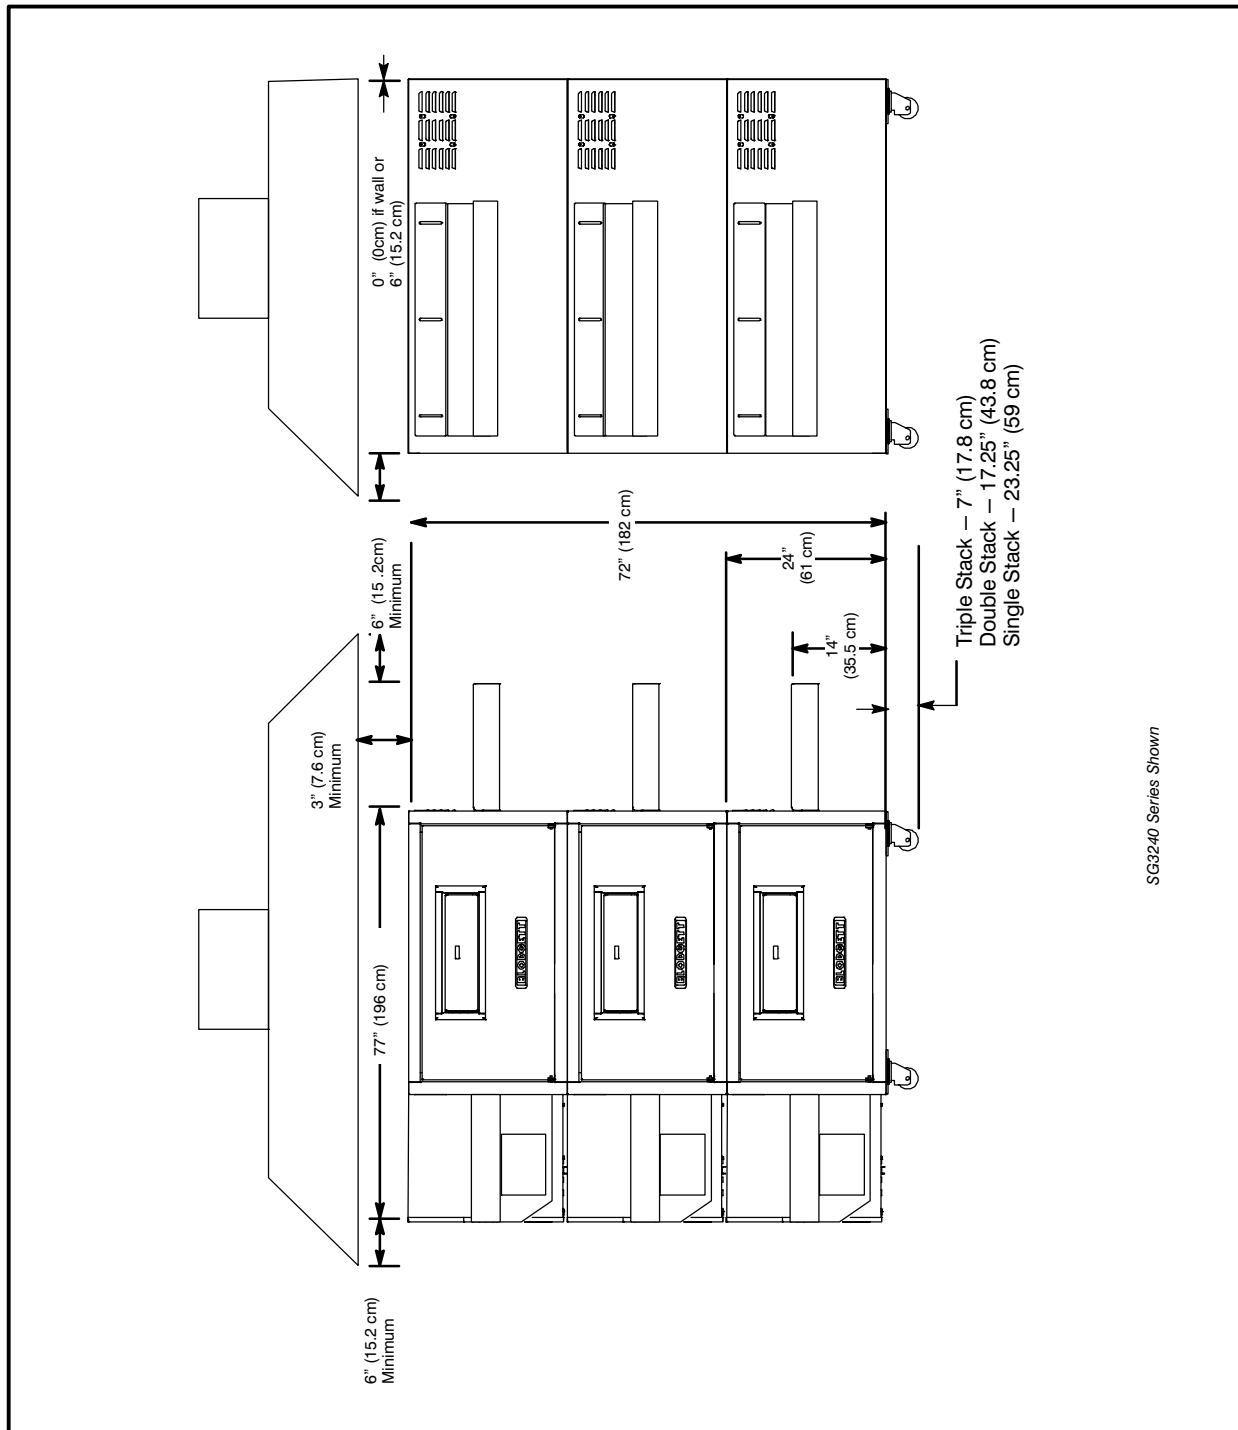 0” (0cm) if wall or
6” (15.2 cm)
6” (15 .2cm)
Minimum
3” (7.6 cm)
Minimum
77” (196 cm)
6” (15.2 cm)
Minimum
72” (182 cm)
24”
(61 cm)
14”
(35.5 cm)
Triple Stack – 7” (17.8 cm)
Double Stack – 17.25” (43.8 cm)
Single Stack – 23.25” (59 cm)
BLODGETT
BLODGETT
BLODGETT
SG3240 Series Shown